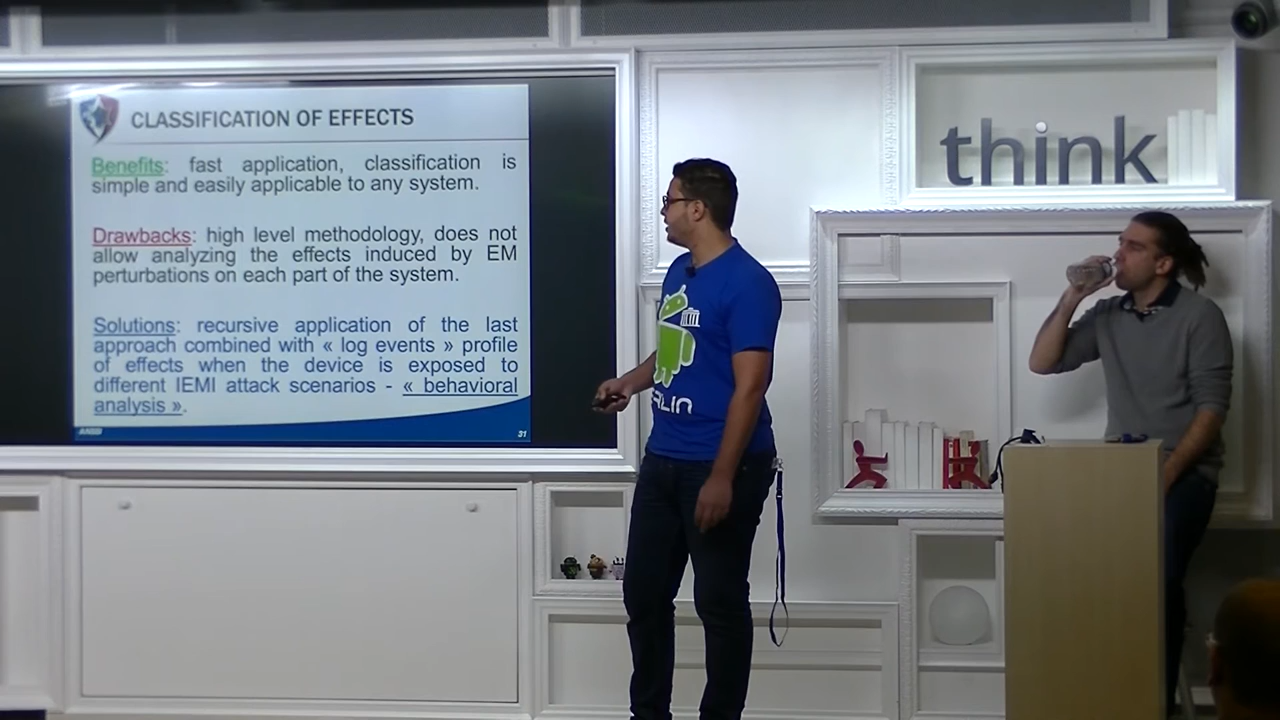 CLASSIFICATION OF EFFECTS
Benefits: fast application, classification is
simple and easily applicable to any system.
Drawbacks: high level methodology, does not
allow analyzing the effects induced by EM
perturbations on each part of the system.
Solutions: recursive application of the last
approach combined with « log events » profile
of effects when the device is exposed to
different IEMI attack scenarios - « behavioral
analysis ».
ANSSI
31
think